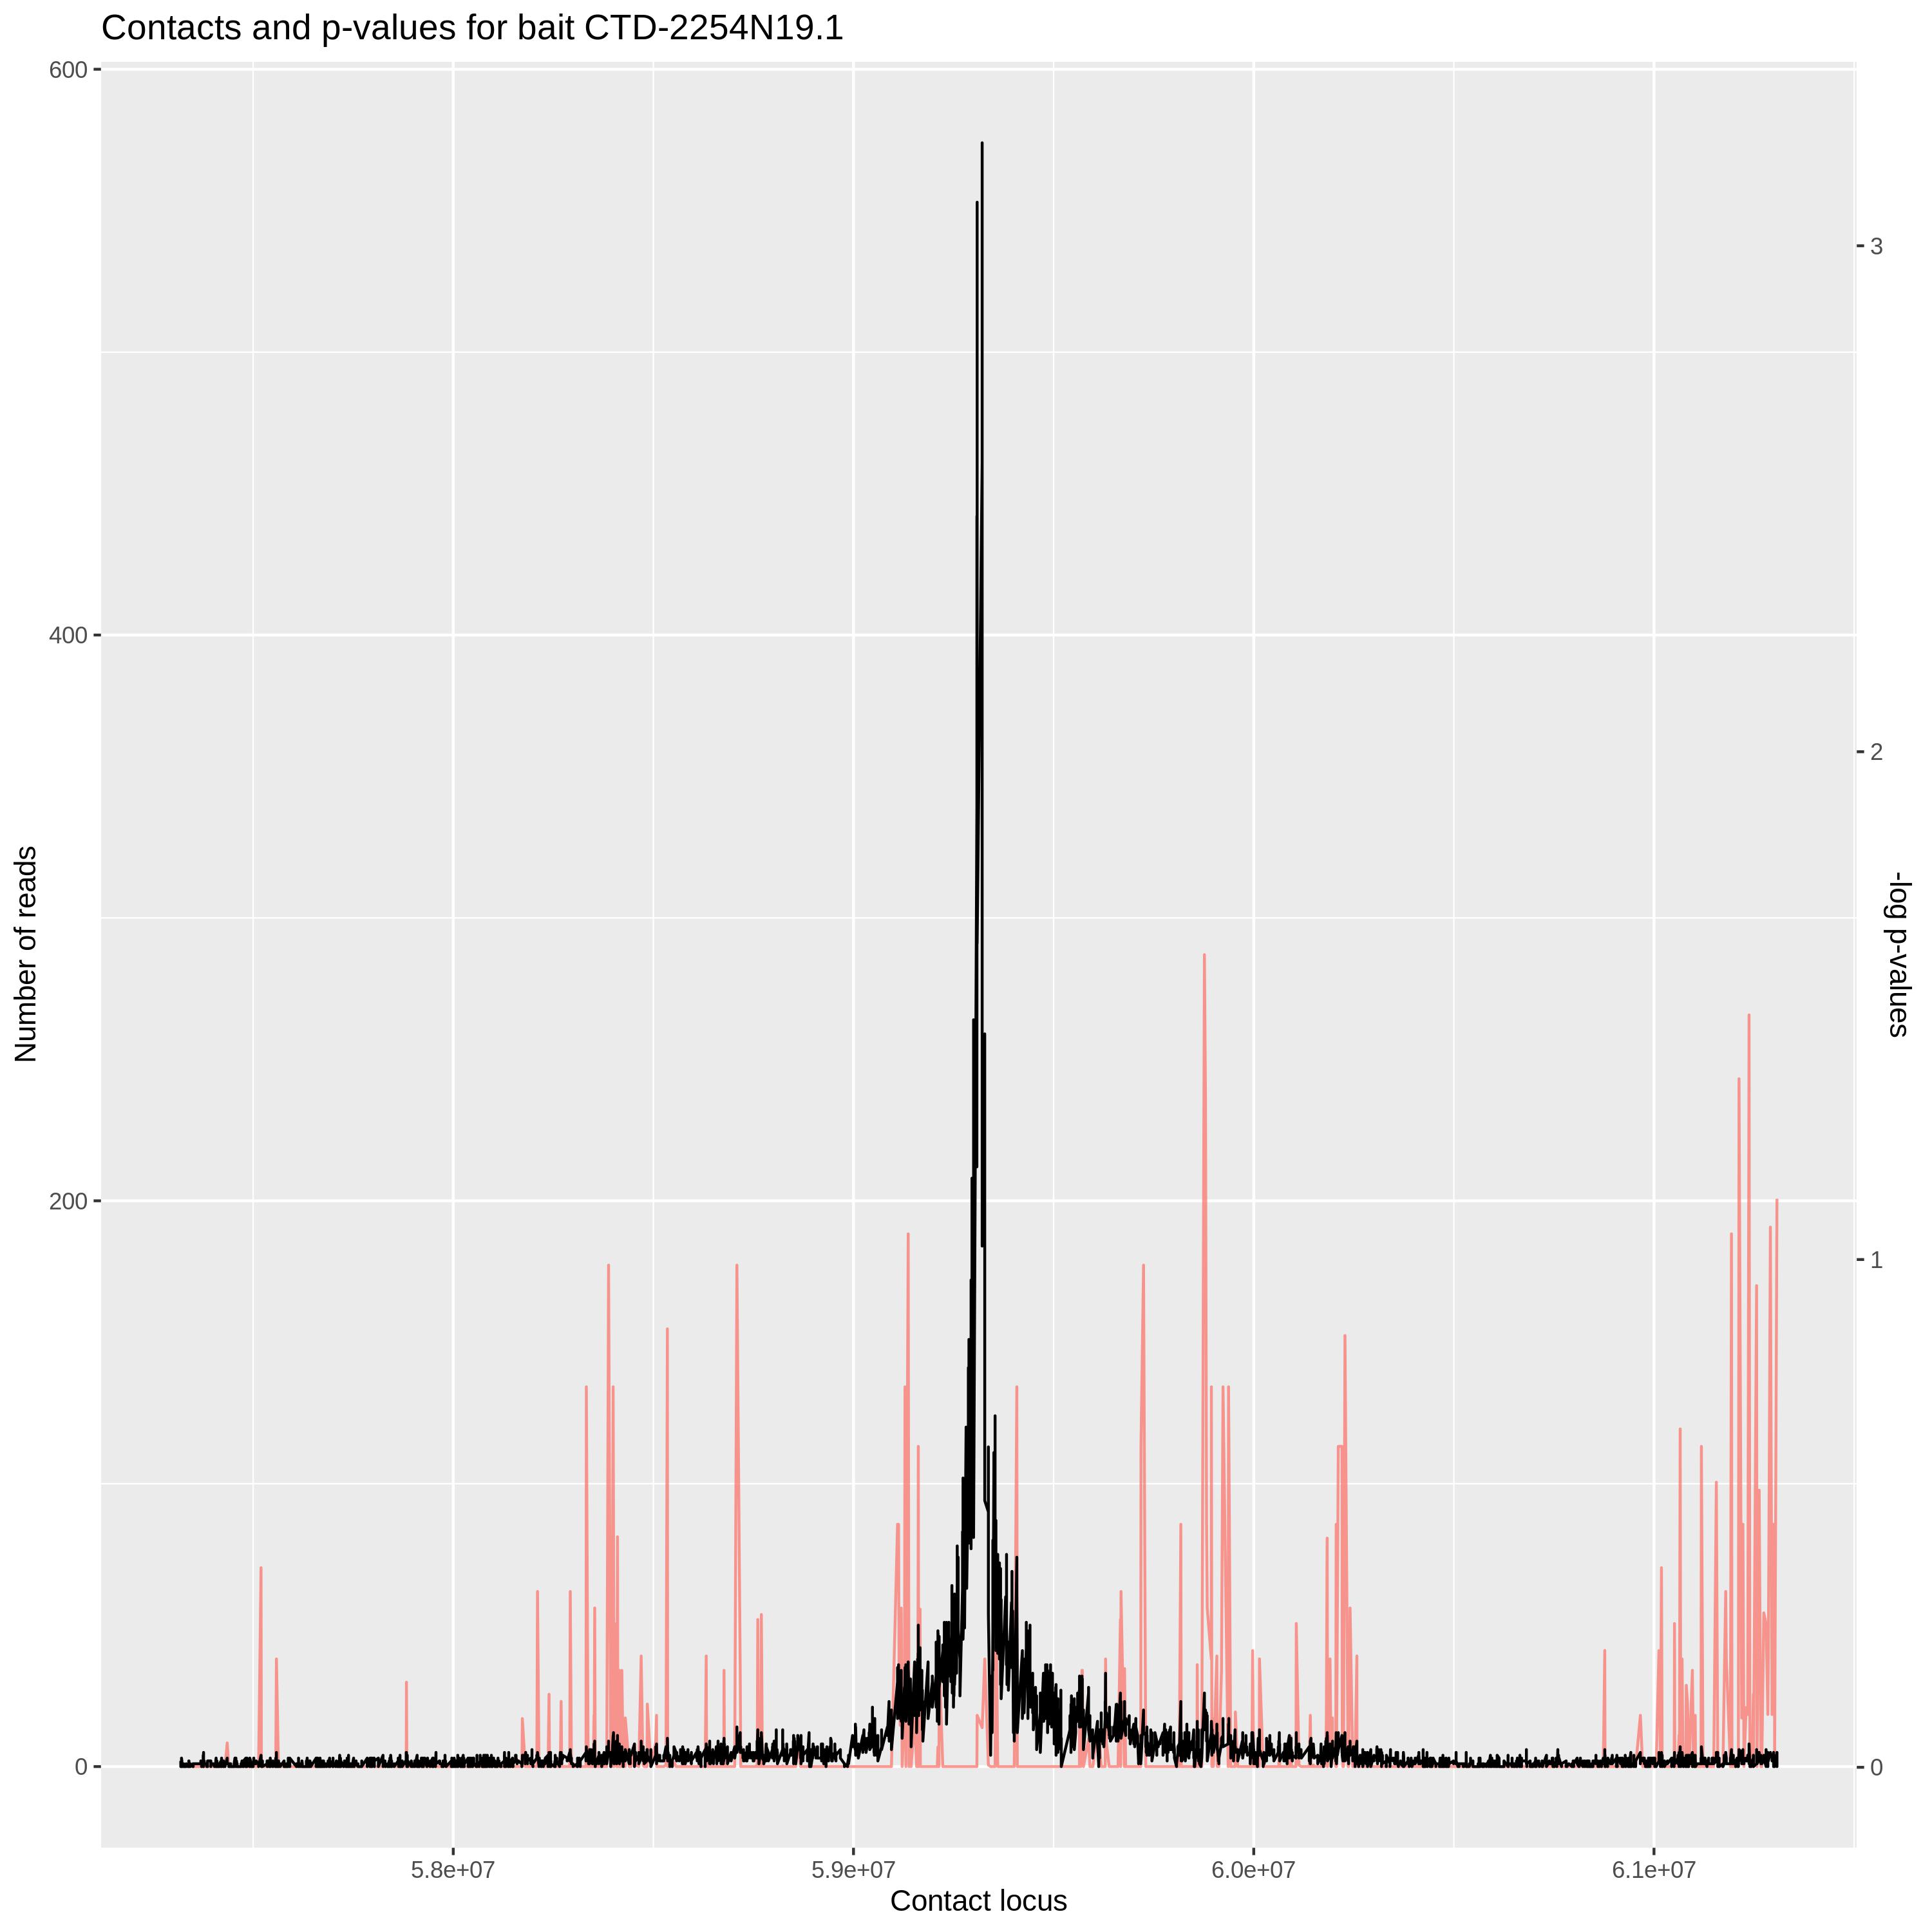 Contacts and p-values for bait CTD-2254N19.1
600
400
200
0
Number of reads
3
2
1
0
-log p-values
5.8e+07
5.9e+07
6.0e+07
6.1e+07
Contact locus